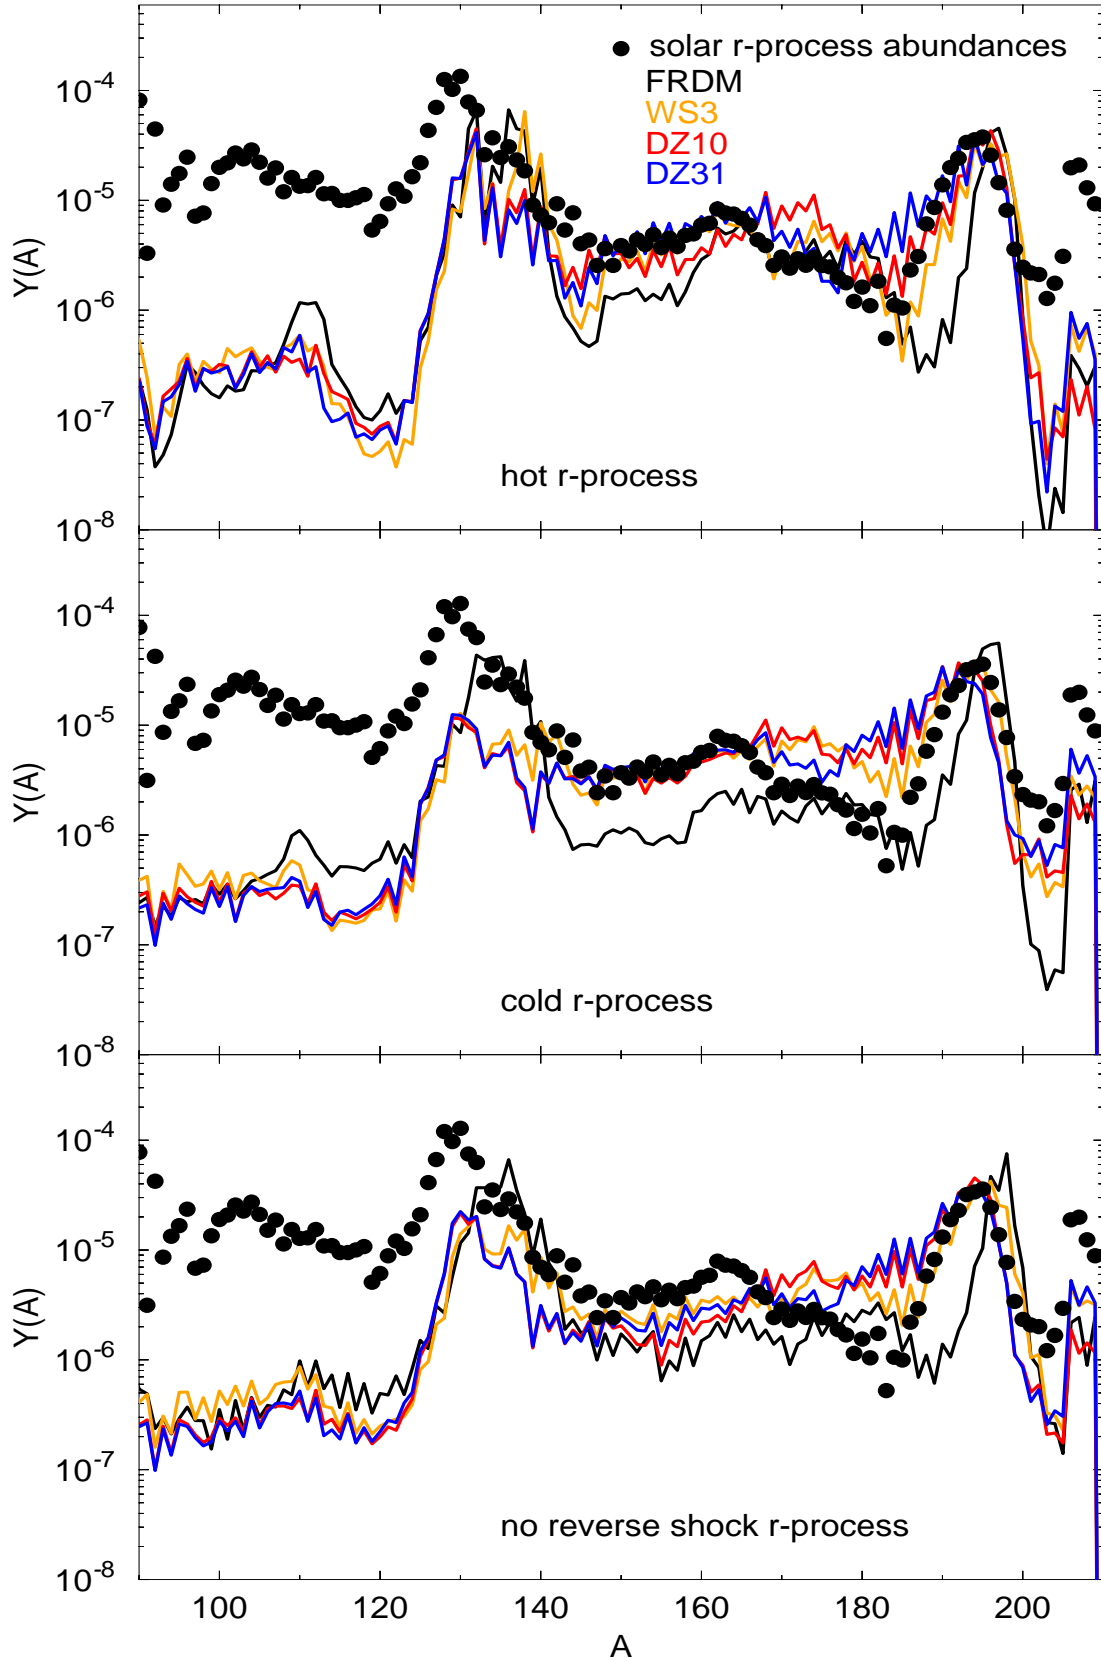 solar r-process abundances
FRDM
WS3
DZ10
DZ31
10^-4
10^-5
10^-6
10^-7
10^-8
Y(A)
hot r-process
10^-4
10^-5
10^-6
10^-7
10^-8
Y(A)
cold r-process
10^-4
10^-5
10^-6
10^-7
10^-8
Y(A)
no reverse shock r-process
100 120 140 160 180 200
A